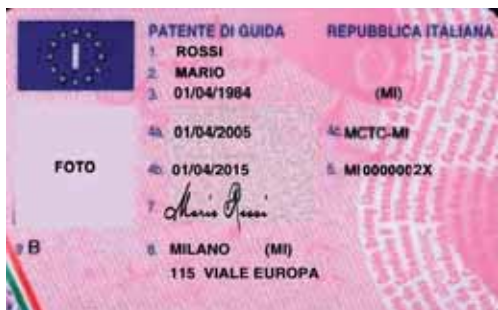 PATENTE DI GUIDA REPUBBLICA ITALIANA
I
1. ROSSI
2. MARIO
3. 01/04/1984 (MI)
4a. 01/04/2005 4c. MCTC-MI
FOTO
4b. 01/04/2015 5. MI0000002X
7. Mario Rossi
9 B
8. MILANO (MI)
115 VIALE EUROPA